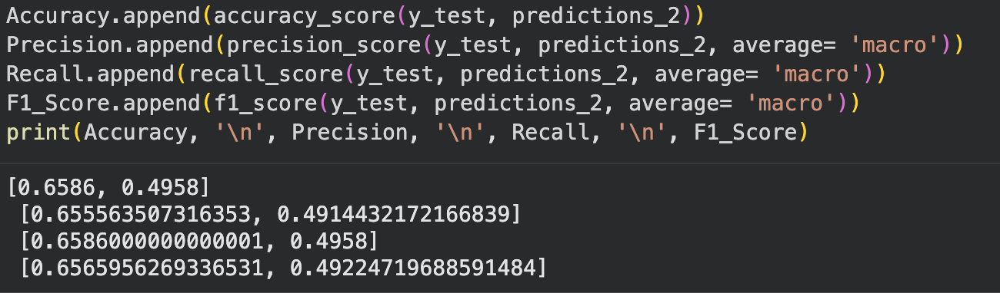 Accuracy.append(accuracy_score(y_test, predictions_2))
Precision.append(precision_score(y_test, predictions_2, average= 'macro'))
Recall.append(recall_score(y_test, predictions_2, average= 'macro'))
F1_Score.append(f1_score(y_test, predictions_2, average= 'macro'))
print(Accuracy, '\n', Precision, '\n', Recall, '\n', F1_Score)
[0.6586, 0.4958]
[0.655563507316353, 0.4914432172166839]
[0.6586000000000001, 0.4958]
[0.6565956269336531, 0.49224719688591484]